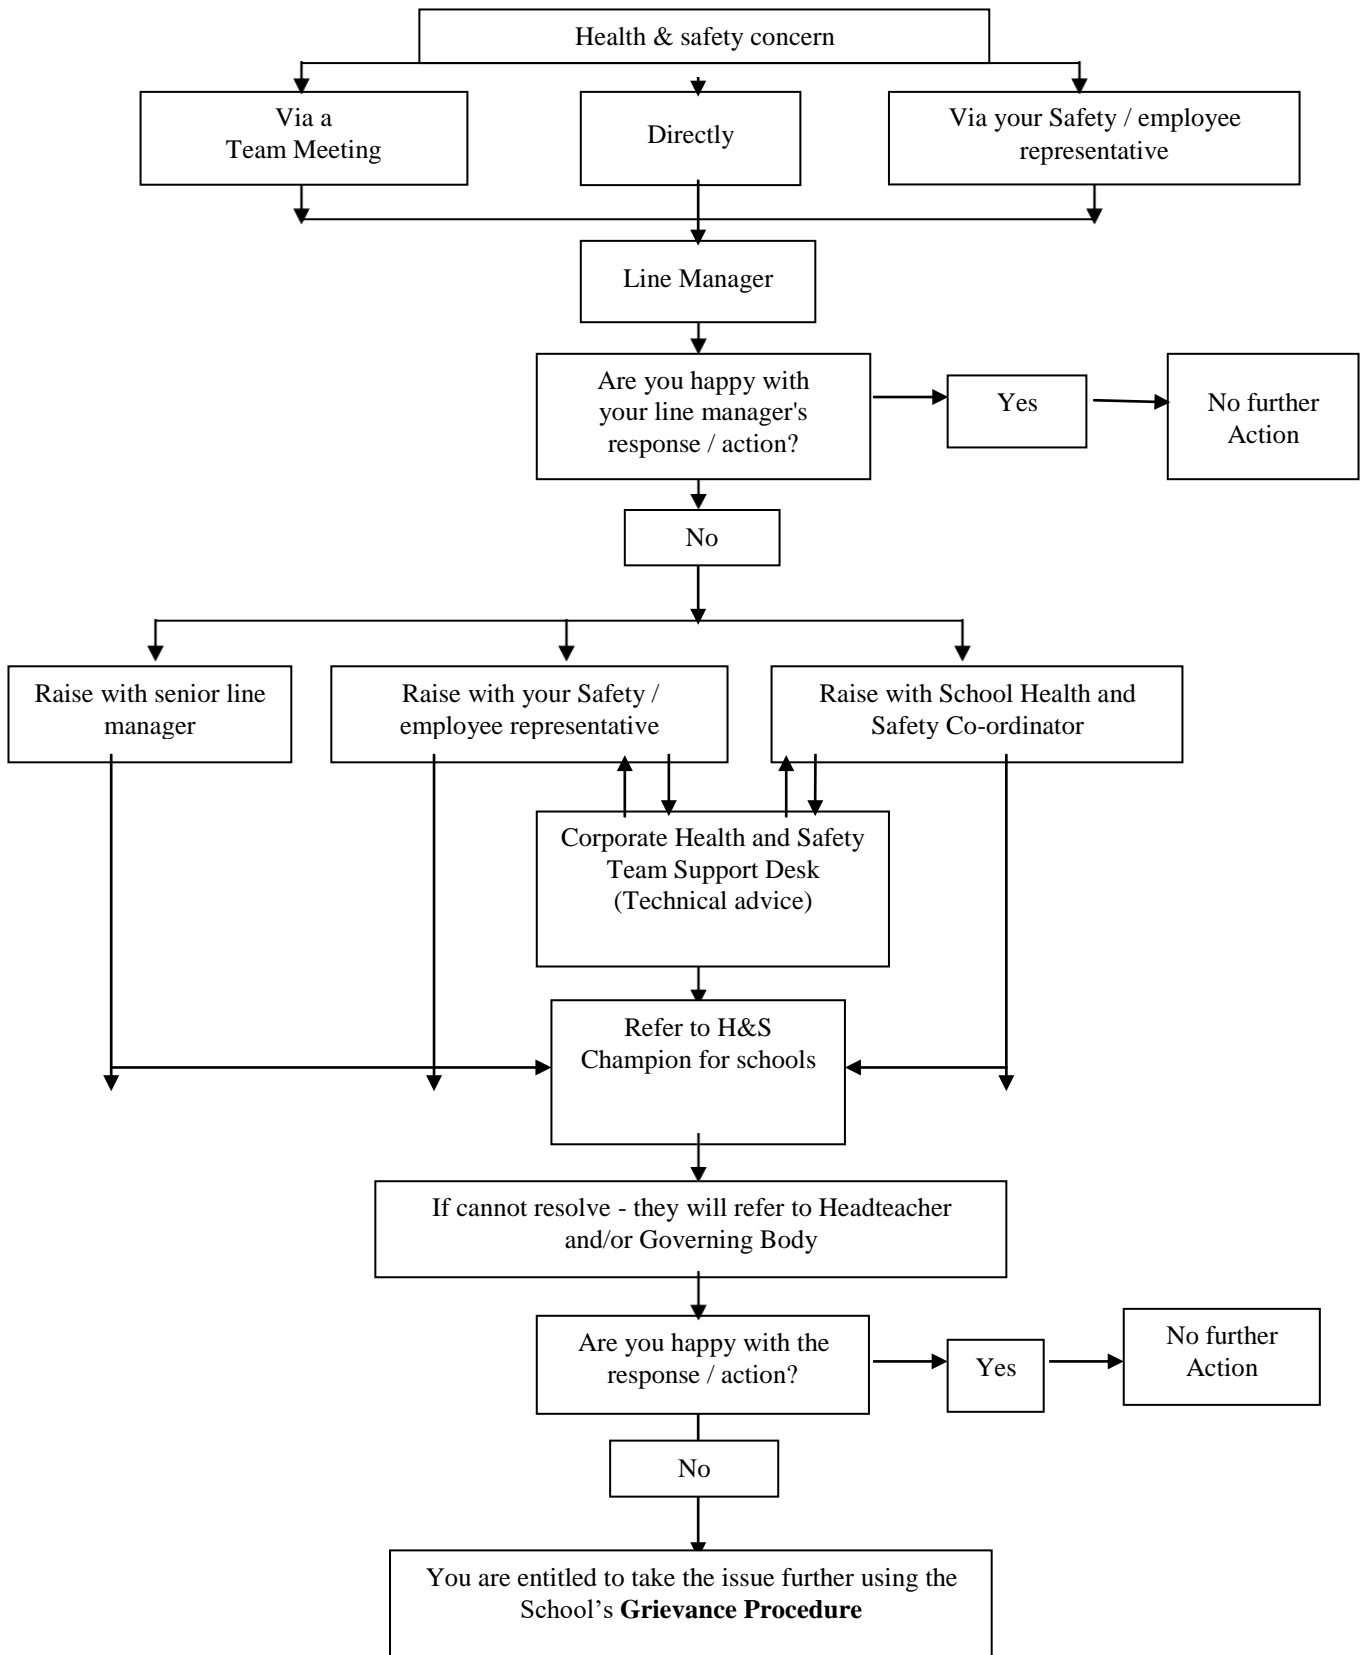 Health & safety concern
Via a
Team Meeting
Directly
Via your Safety / employee
representative
Line Manager
Are you happy with
your line manager's
response / action?
Yes
No further
Action
No
Raise with senior line
manager
Raise with your Safety /
employee representative
Raise with School Health and
Safety Co-ordinator
Corporate Health and Safety
Team Support Desk
(Technical advice)
Refer to H&S
Champion for schools
If cannot resolve - they will refer to Headteacher
and/or Governing Body
Are you happy with the
response / action?
Yes
No further
Action
No
You are entitled to take the issue further using the
School’s Grievance Procedure